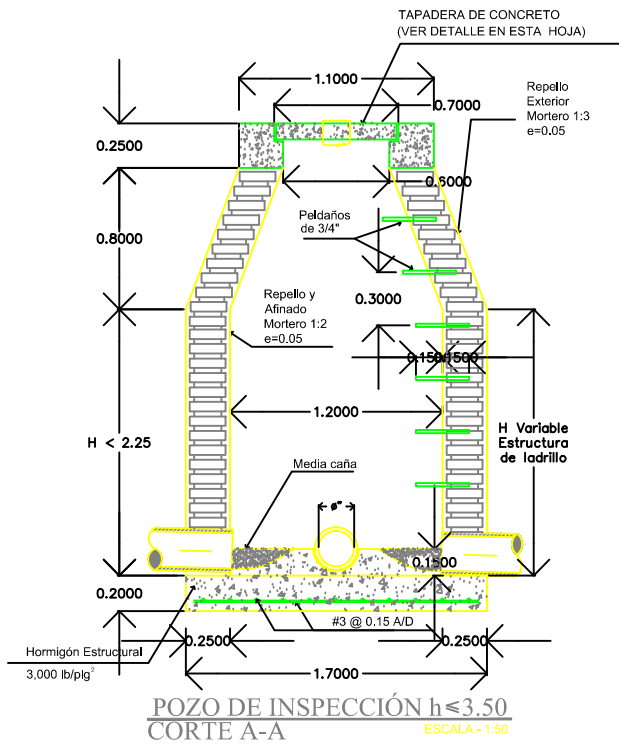 TAPADERA DE CONCRETO
(VER DETALLE EN ESTA HOJA)
1.1000
0.7000
Repello
Exterior
Mortero 1:3
e=0.05
0.2500
0.6000
Peldaños
de 3/4"
0.8000
0.3000
Repello y
Afinado
Mortero 1:2
e=0.05
0.1500
0.1500
1.2000
H < 2.25
H Variable
Estructura
de ladrillo
Media caña
ø"
0.1500
0.2000
#3 @ 0.15 A/D
0.2500
0.2500
Hormigón Estructural
3,000 lb/plg²
1.7000
POZO DE INSPECCIÓN h≤3.50
CORTE A-A
ESCALA - 1:50